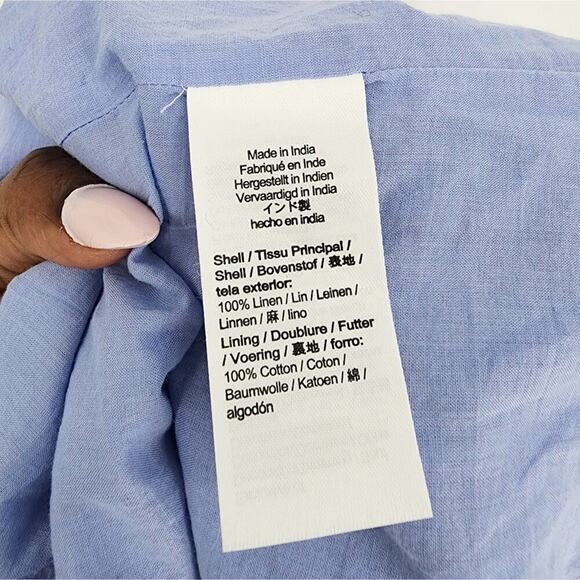 Made in India
Fabriqué en Inde
Hergestellt in Indien
Vervaardigd in India
インド製
hecho en india
Shell / Tissu Principal /
Shell / Bovenstof / 表地 /
tela exterior:
100% Linen / Lin / Leinen /
Linnen / 麻 / lino
Lining / Doublure / Futter
/ Voering / 裏地 / forro:
100% Cotton / Coton /
Baumwolle / Katoen / 綿 /
algodón